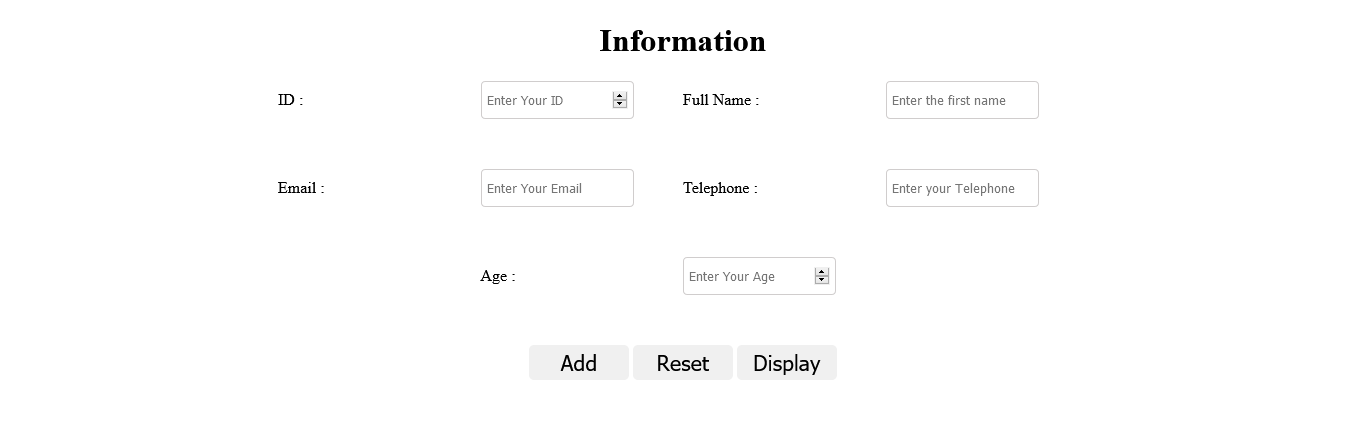 Information
ID : Enter Your ID Full Name : Enter the first name
Email : Enter Your Email Telephone : Enter your Telephone
Age : Enter Your Age
Add Reset Display